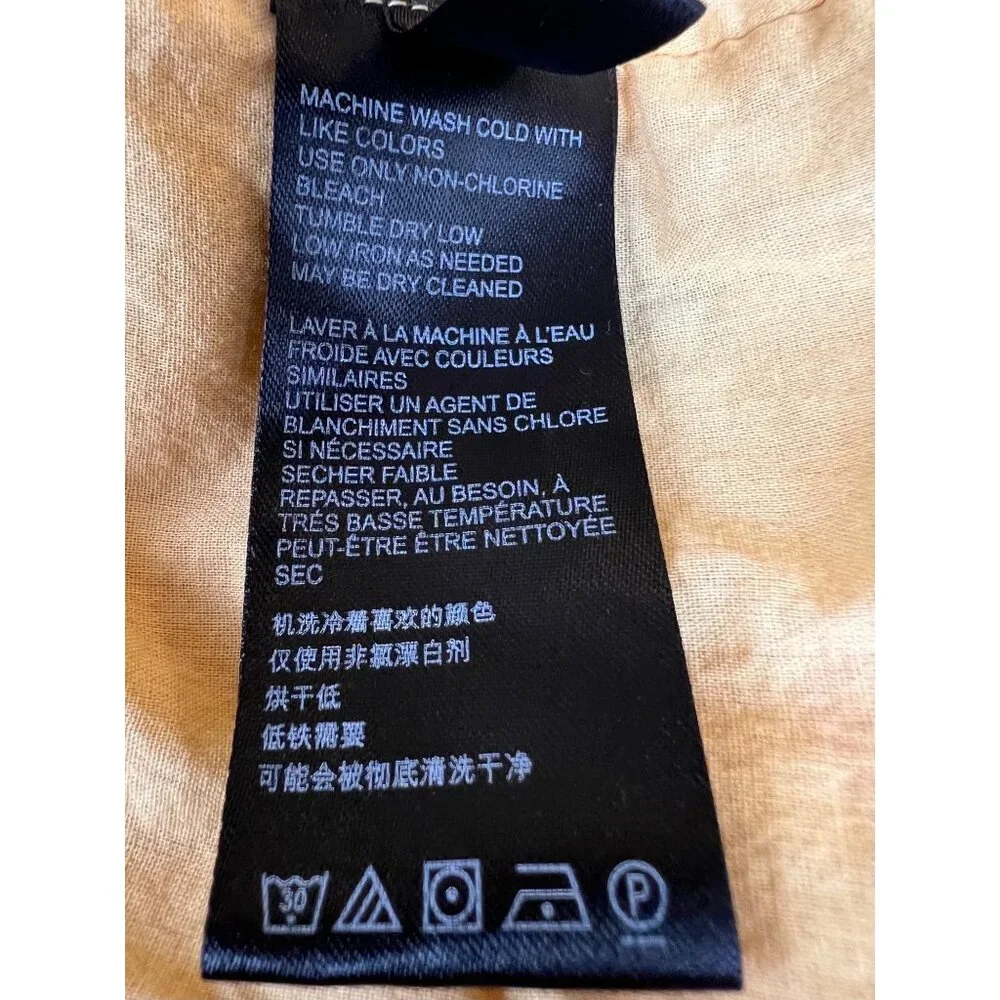 MACHINE WASH COLD WITH
LIKE COLORS
USE ONLY NON-CHLORINE
BLEACH
TUMBLE DRY LOW
LOW IRON AS NEEDED
MAY BE DRY CLEANED
LAVER À LA MACHINE À L'EAU
FROIDE AVEC COULEURS
SIMILAIRES
UTILISER UN AGENT DE
BLANCHIMENT SANS CHLORE
SI NÉCESSAIRE
SECHER FAIBLE
REPASSER, AU BESOIN, À
TRÉS BASSE TEMPÉRATURE
PEUT-ÊTRE ÊTRE NETTOYÉE
SEC
机洗冷着喜欢的颜色
仅使用非氯漂白剂
烘干低
低铁需要
可能会被彻底清洗干净
30
P